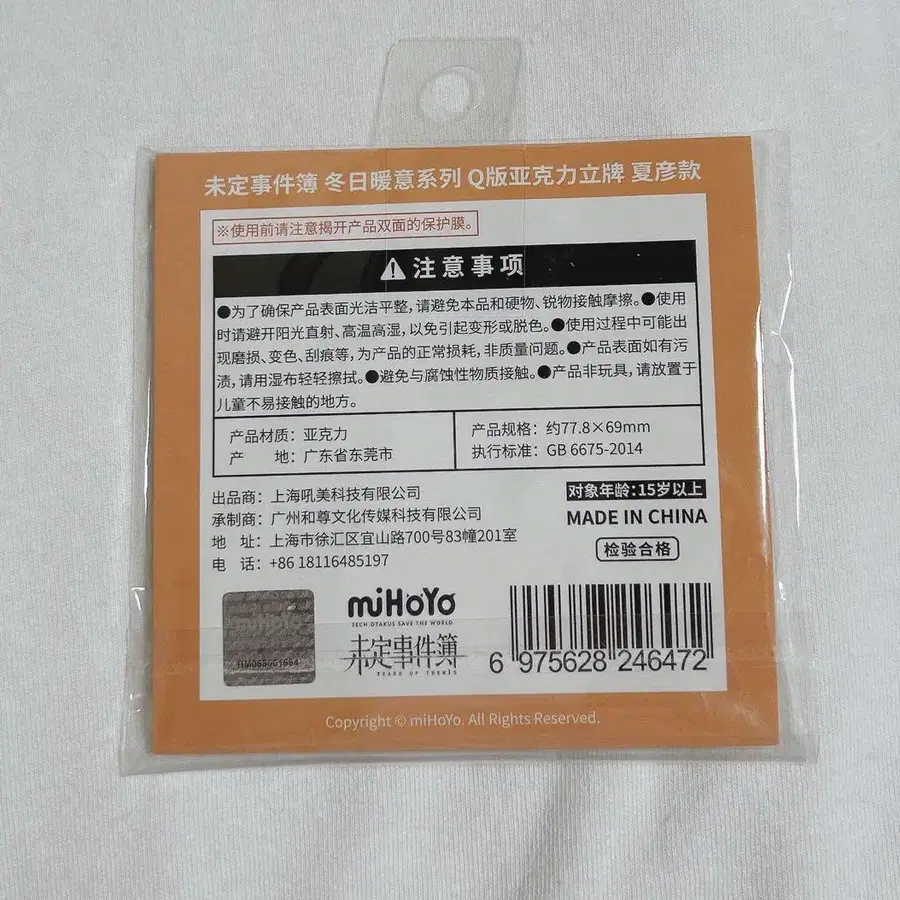 未定事件簿 冬日暖意系列 Q版亚克力立牌 夏彦款
※使用前请注意揭开产品双面的保护膜。
注意事项
●为了确保产品表面光洁平整,请避免本品和硬物、锐物接触摩擦。●使用
时请避开阳光直射、高温高湿,以免引起变形或脱色。●使用过程中可能出
现磨损、变色、刮痕等,为产品的正常损耗,非质量问题。●产品表面如有污
渍,请用湿布轻轻擦拭。●避免与腐蚀性物质接触。●产品非玩具,请放置于
儿童不易接触的地方。
产品材质：亚克力
产 地：广东省东莞市
产品规格：约77.8×69mm
执行标准：GB 6675-2014
出品商：上海吼美科技有限公司
承制商：广州和尊文化传媒科技有限公司
地 址：上海市徐汇区宜山路700号83幢201室
电 话：+86 18116485197
对象年龄:15岁以上
MADE IN CHINA
检验合格
miHoYo
miHoYo
TECH OTAKUS SAVE THE WORLD
未定事件簿
TEARS OF THEMIS
6 975628 246472
Copyright © miHoYo. All Rights Reserved.